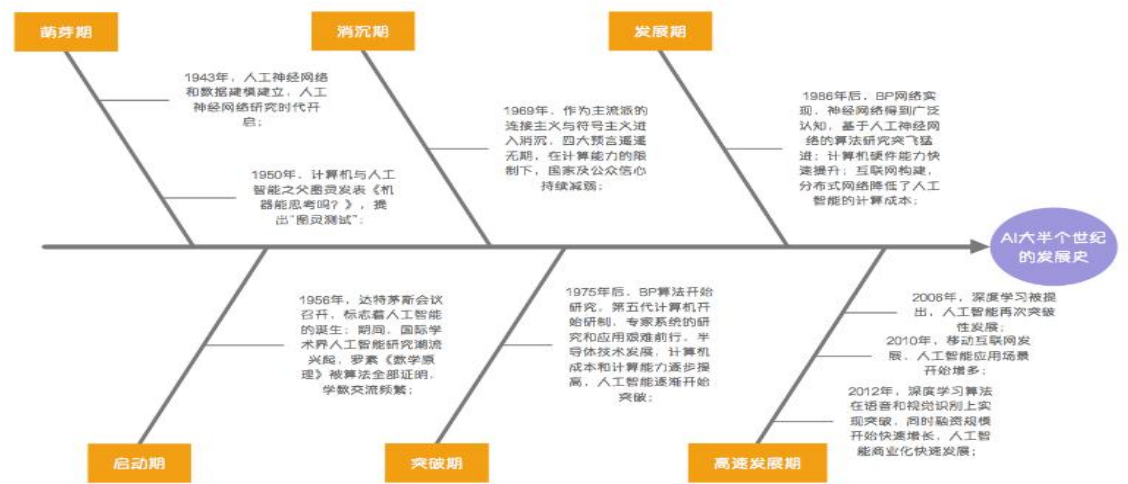 萌芽期
1943年，人工神经网络
和数据建模建立，人工
神经网络研究时代开
启；
1950年，计算机与人工
智能之父图灵发表《机
器能思考吗？》，提
出“图灵测试”；
消沉期
1969年，作为主流派的
连接主义与符号主义进
入消沉，四大预言遥遥
无期，在计算能力的限
制下，国家及公众信心
持续减弱；
发展期
1986年后，BP网络实
现，神经网络得到广泛
认知，基于人工神经网
络的算法研究突飞猛
进；计算机硬件能力快
速提升；互联网构建，
分布式网络降低了人工
智能的计算成本；
AI大半个世纪
的发展史
1956年，达特茅斯会议
召开，标志着人工智能
的诞生；期间，国际学
术界人工智能研究潮流
兴起，罗素《数学原
理》被算法全部证明，
学数交流频繁；
启动期
1975年后，BP算法开始
研究，第五代计算机开
始研制，专家系统的研
究和应用艰难前行，半
导体技术发展，计算机
成本和计算能力逐步提
高，人工智能逐渐开始
突破；
突破期
2006年，深度学习被提
出，人工智能再次突破
性发展；
2010年，移动互联网发
展，人工智能应用场景
开始增多；
2012年，深度学习算法
在语音和视觉识别上实
现突破，同时融资规模
开始快速增长，人工智
能商业化快速发展；
高速发展期